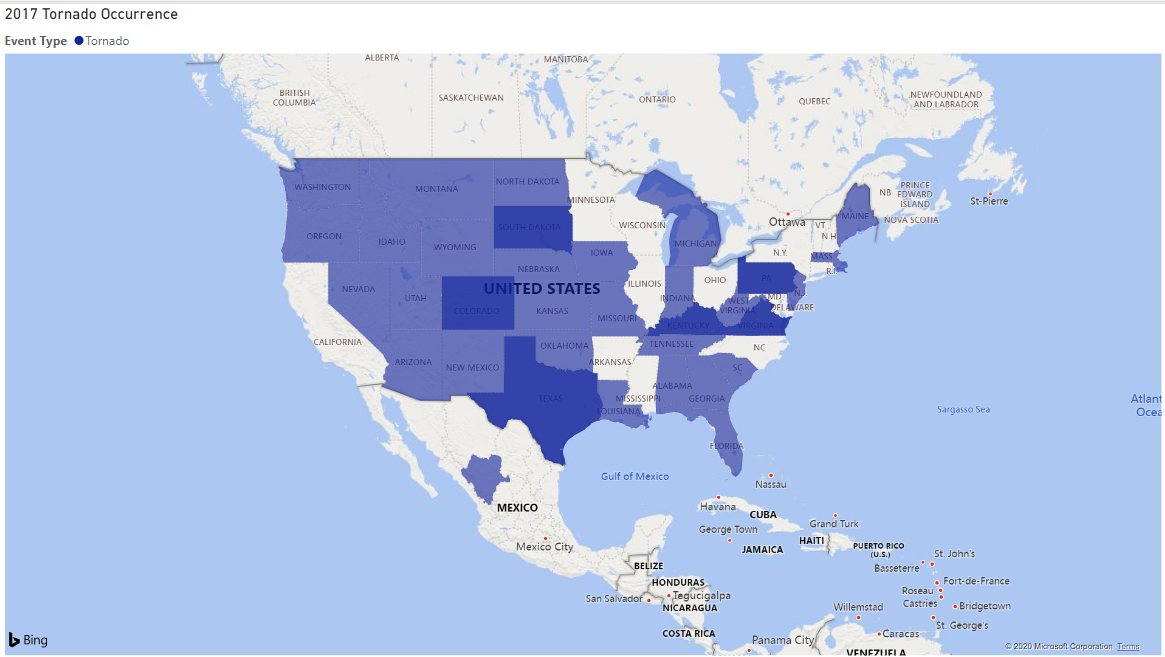 2017 Tornado Occurrence
Event Type Tornado
ALBERTA
MANITOBA
BRITISH
COLUMBIA
SASKATCHEWAN
ONTARIO
QUEBEC
NEWFOUNDLAND
AND LABRADOR
WASHINGTON
MONTANA
NORTH DAKOTA
MINNESOTA
NB
PRINCE
EDWARD
ISLAND
St-Pierre
NOVA SCOTIA
Ottawa
MAINE
VT
N H
OREGON
IDAHO
WYOMING
SOUTH DAKOTA
WISCONSIN
MICHIGAN
N.Y.
MASS
R.I.
IOWA
NEBRASKA
NEVADA
UTAH
UNITED STATES
ILLINOIS
INDIANA
OHIO
PA
N.J.
MD
DELAWARE
WEST
VIRGINIA
COLORADO
KANSAS
MISSOURI
KENTUCKY
VIRGINIA
CALIFORNIA
OKLAHOMA
TENNESSEE
NC
ARIZONA
NEW MEXICO
ARKANSAS
SC
ALABAMA
TEXAS
MISSISSIPPI
GEORGIA
LOUISIANA
FLORIDA
Sargasso Sea
Atlant
Ocea
Gulf of Mexico
Nassau
MEXICO
Havana
CUBA
Grand Turk
George Town
Mexico City
JAMAICA
HAITI
PUERTO RICO
(U.S.)
St. John's
Basseterre
BELIZE
HONDURAS
Fort-de-France
Roseau
Castries
Bridgetown
San Salvador
Tegucigalpa
NICARAGUA
Willemstad
St. George's
COSTA RICA
Panama City
Caracas
VENEZUELA
Bing
© 2020 Microsoft Corporation Terms